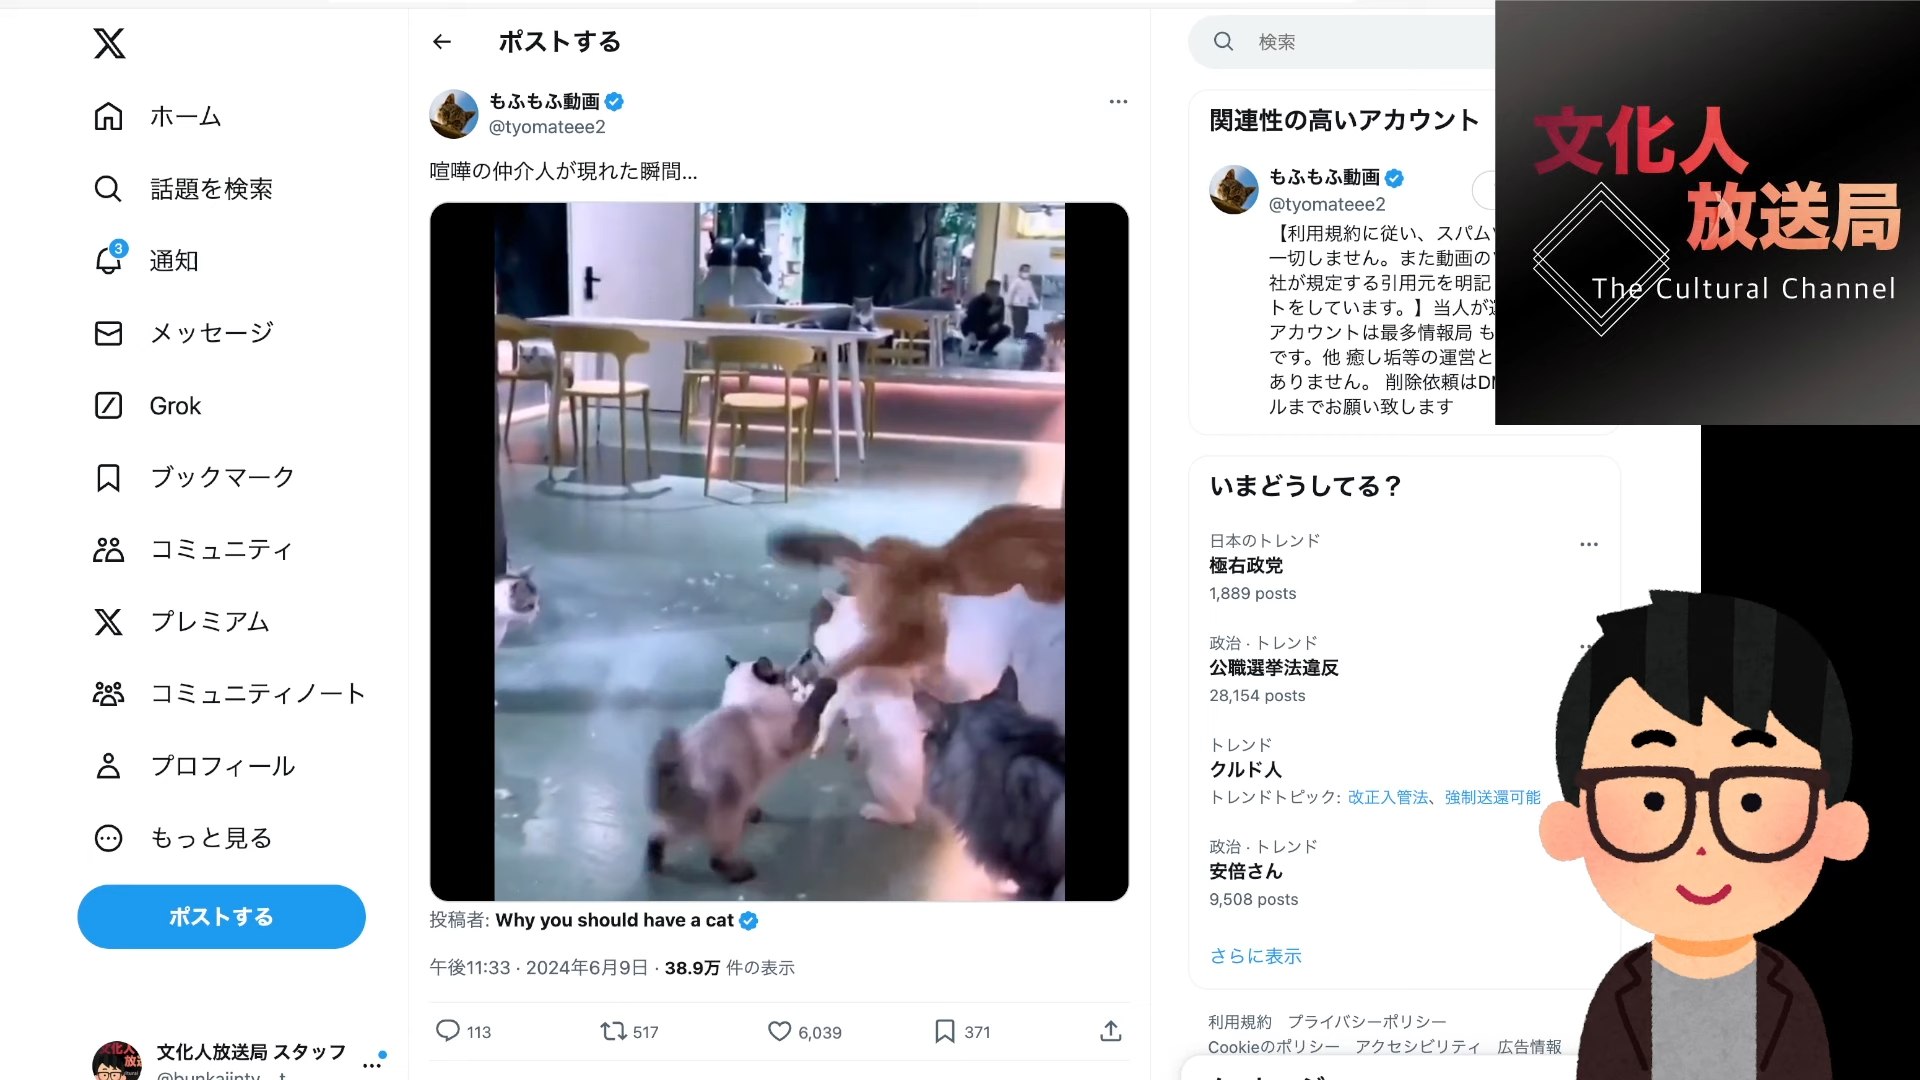 ホーム
話題を検索
3
通知
メッセージ
Grok
ブックマーク
コミュニティ
プレミアム
コミュニティノート
プロフィール
もっと見る
ポストする
文化人放送局 スタッフ
ポストする
もふもふ動画
@tyomateee2
喧嘩の仲介人が現れた瞬間...
投稿者: Why you should have a cat
午後11:33 · 2024年6月9日 · 38.9万 件の表示
113
517
6,039
371
検索
関連性の高いアカウント
もふもふ動画
@tyomateee2
【利用規約に従い、スパム
一切しません。また動画の
社が規定する引用元を明記
トをしています。】当人が
アカウントは最多情報局 も
です。他 癒し垢等の運営と
ありません。 削除依頼はD
ルまでお願い致します
いまどうしてる？
日本のトレンド
極右政党
1,889 posts
政治 · トレンド
公職選挙法違反
28,154 posts
トレンド
クルド人
トレンドトピック: 改正入管法、強制送還可能
政治 · トレンド
安倍さん
9,508 posts
さらに表示
利用規約 プライバシーポリシー
Cookieのポリシー アクセシビリティ 広告情報
文化人
放送局
The Cultural Channel